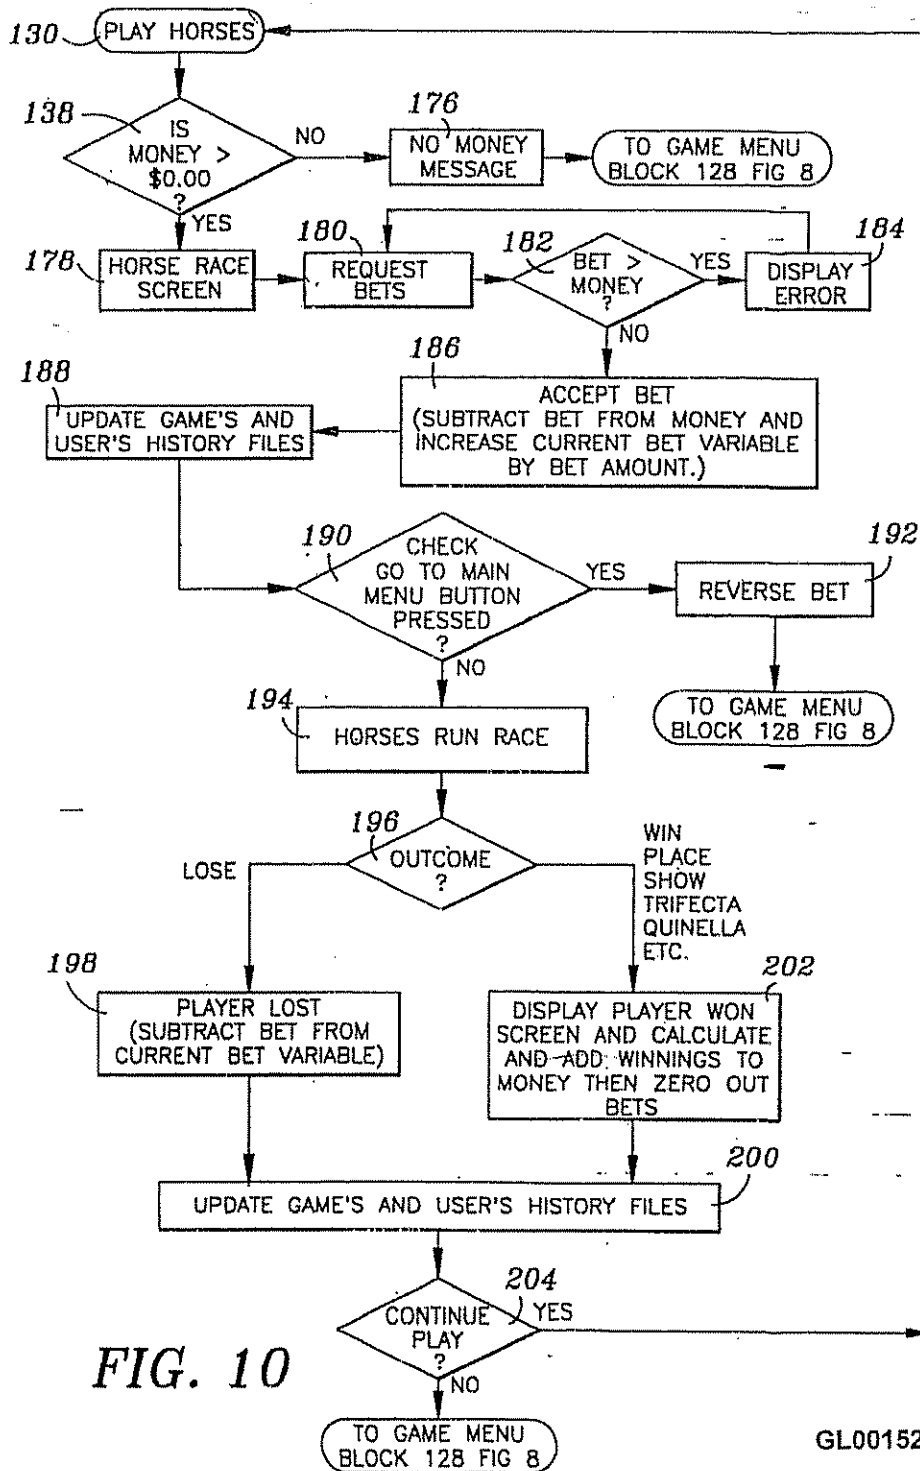 130
PLAY HORSES
138
IS
MONEY >
$0.00
?
NO
YES
176
NO MONEY
MESSAGE
TO GAME MENU
BLOCK 128 FIG 8
178
HORSE RACE
SCREEN
180
REQUEST
BETS
182
BET >
MONEY
?
YES
NO
184
DISPLAY
ERROR
186
ACCEPT BET
(SUBTRACT BET FROM MONEY AND
INCREASE CURRENT BET VARIABLE
BY BET AMOUNT.)
188
UPDATE GAME'S AND
USER'S HISTORY FILES
190
CHECK
GO TO MAIN
MENU BUTTON
PRESSED
?
YES
NO
192
REVERSE BET
TO GAME MENU
BLOCK 128 FIG 8
194
HORSES RUN RACE
196
OUTCOME
?
LOSE
WIN
PLACE
SHOW
TRIFECTA
QUINELLA
ETC.
198
PLAYER LOST
(SUBTRACT BET FROM
CURRENT BET VARIABLE)
202
DISPLAY PLAYER WON
SCREEN AND CALCULATE
AND ADD WINNINGS TO
MONEY THEN ZERO OUT
BETS
200
UPDATE GAME'S AND USER'S HISTORY FILES
204
CONTINUE
PLAY
?
YES
NO
TO GAME MENU
BLOCK 128 FIG 8
FIG. 10
GL00152